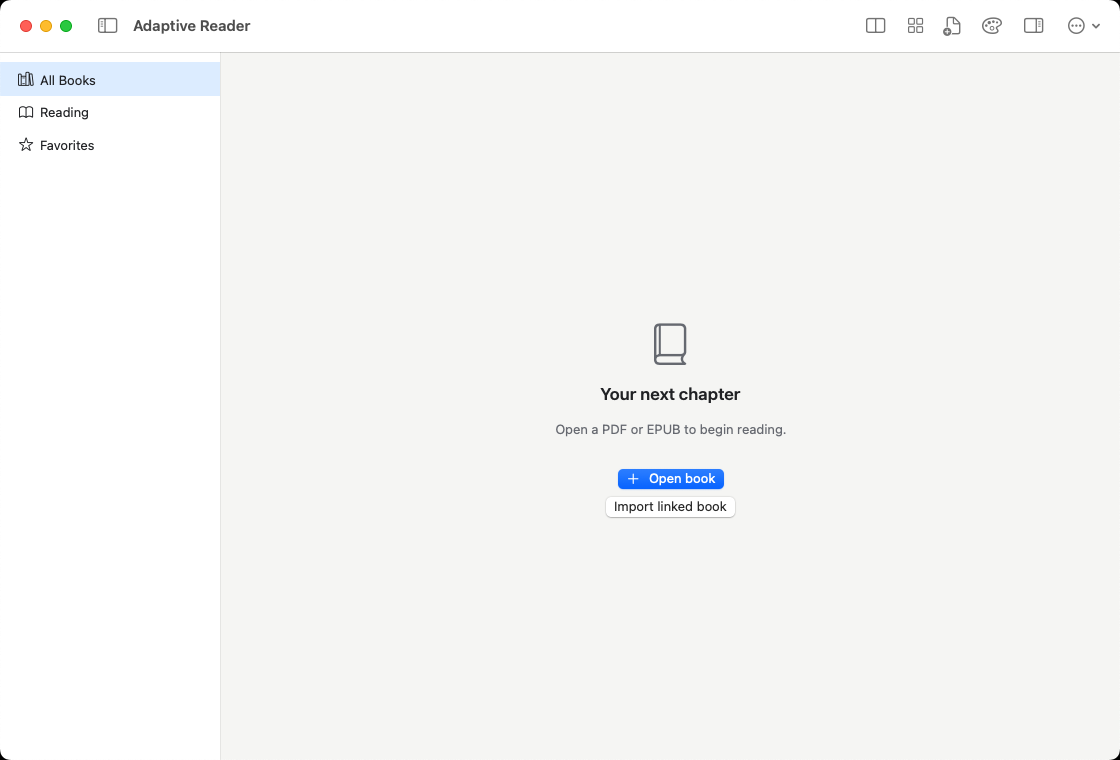 Adaptive Reader
All Books
Reading
Favorites
Your next chapter
Open a PDF or EPUB to begin reading.
Open book
Import linked book